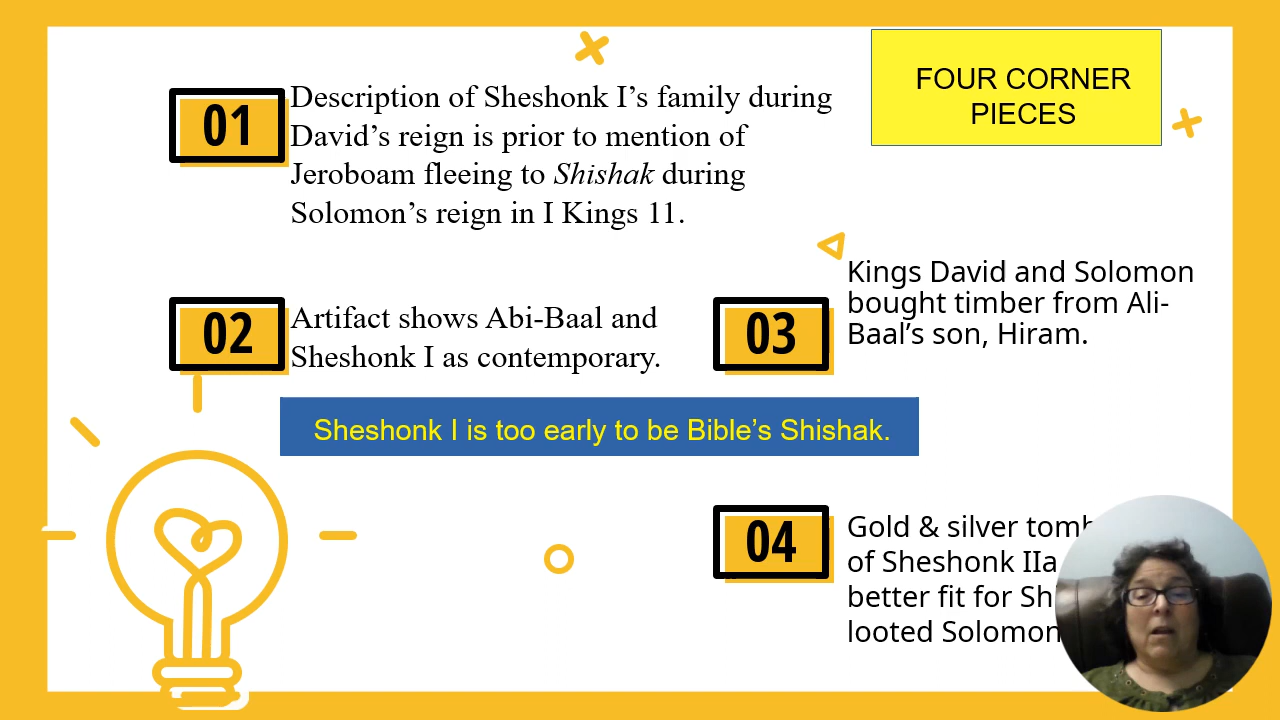 FOUR CORNER
PIECES
01
Description of Sheshonk I’s family during
David’s reign is prior to mention of
Jeroboam fleeing to Shishak during
Solomon’s reign in I Kings 11.
02
Artifact shows Abi-Baal and
Sheshonk I as contemporary.
03
Kings David and Solomon
bought timber from Ali-
Baal’s son, Hiram.
Sheshonk I is too early to be Bible’s Shishak.
04
Gold & silver
of Sheshonk IIa
better fit for
looted Solomon